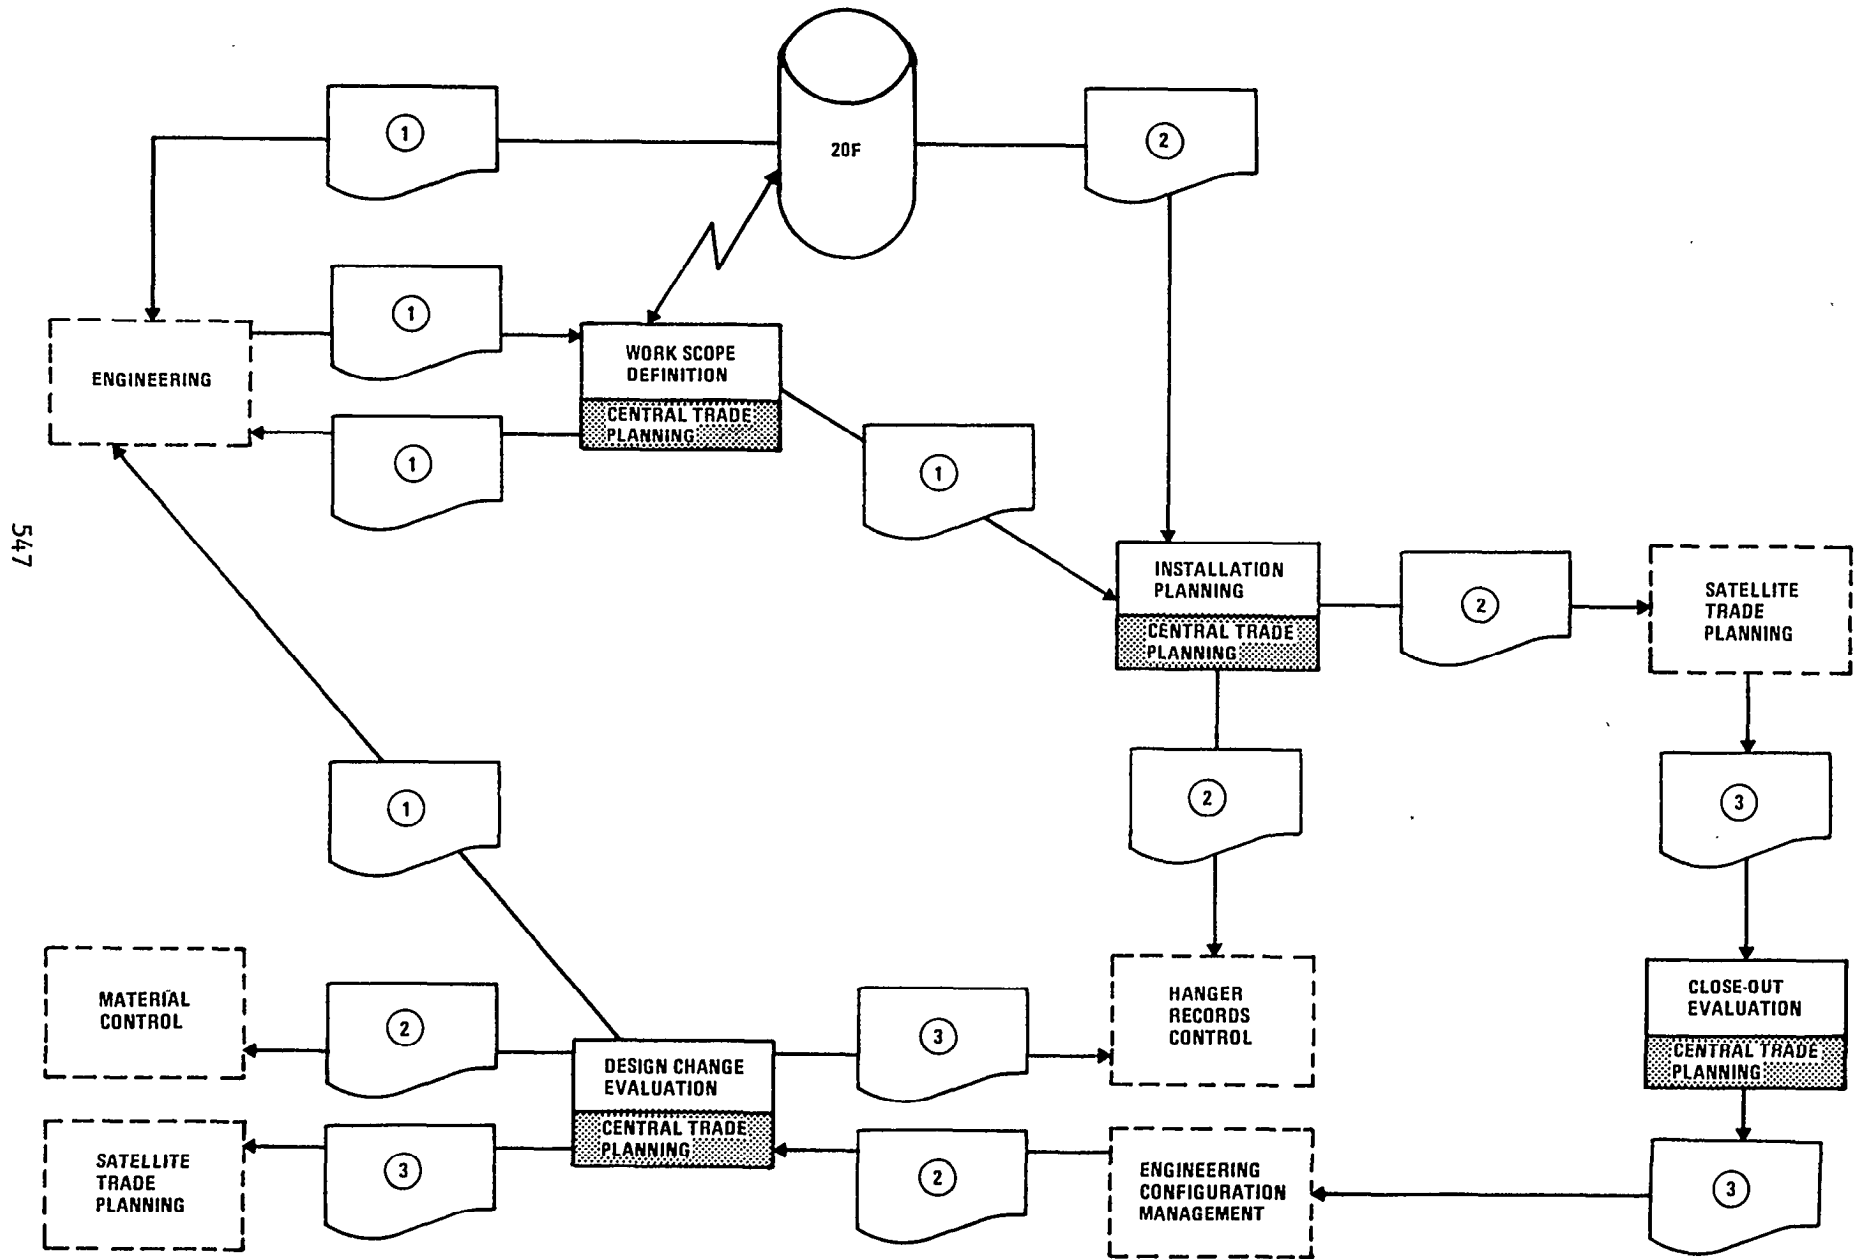 1
20F
2
1
ENGINEERING
WORK SCOPE
DEFINITION
CENTRAL TRADE
PLANNING
1
1
547
INSTALLATION
PLANNING
CENTRAL TRADE
PLANNING
2
SATELLITE
TRADE
PLANNING
1
2
3
MATERIAL
CONTROL
2
DESIGN CHANGE
EVALUATION
CENTRAL TRADE
PLANNING
3
HANGER
RECORDS
CONTROL
CLOSE-OUT
EVALUATION
CENTRAL TRADE
PLANNING
SATELLITE
TRADE
PLANNING
3
2
ENGINEERING
CONFIGURATION
MANAGEMENT
3